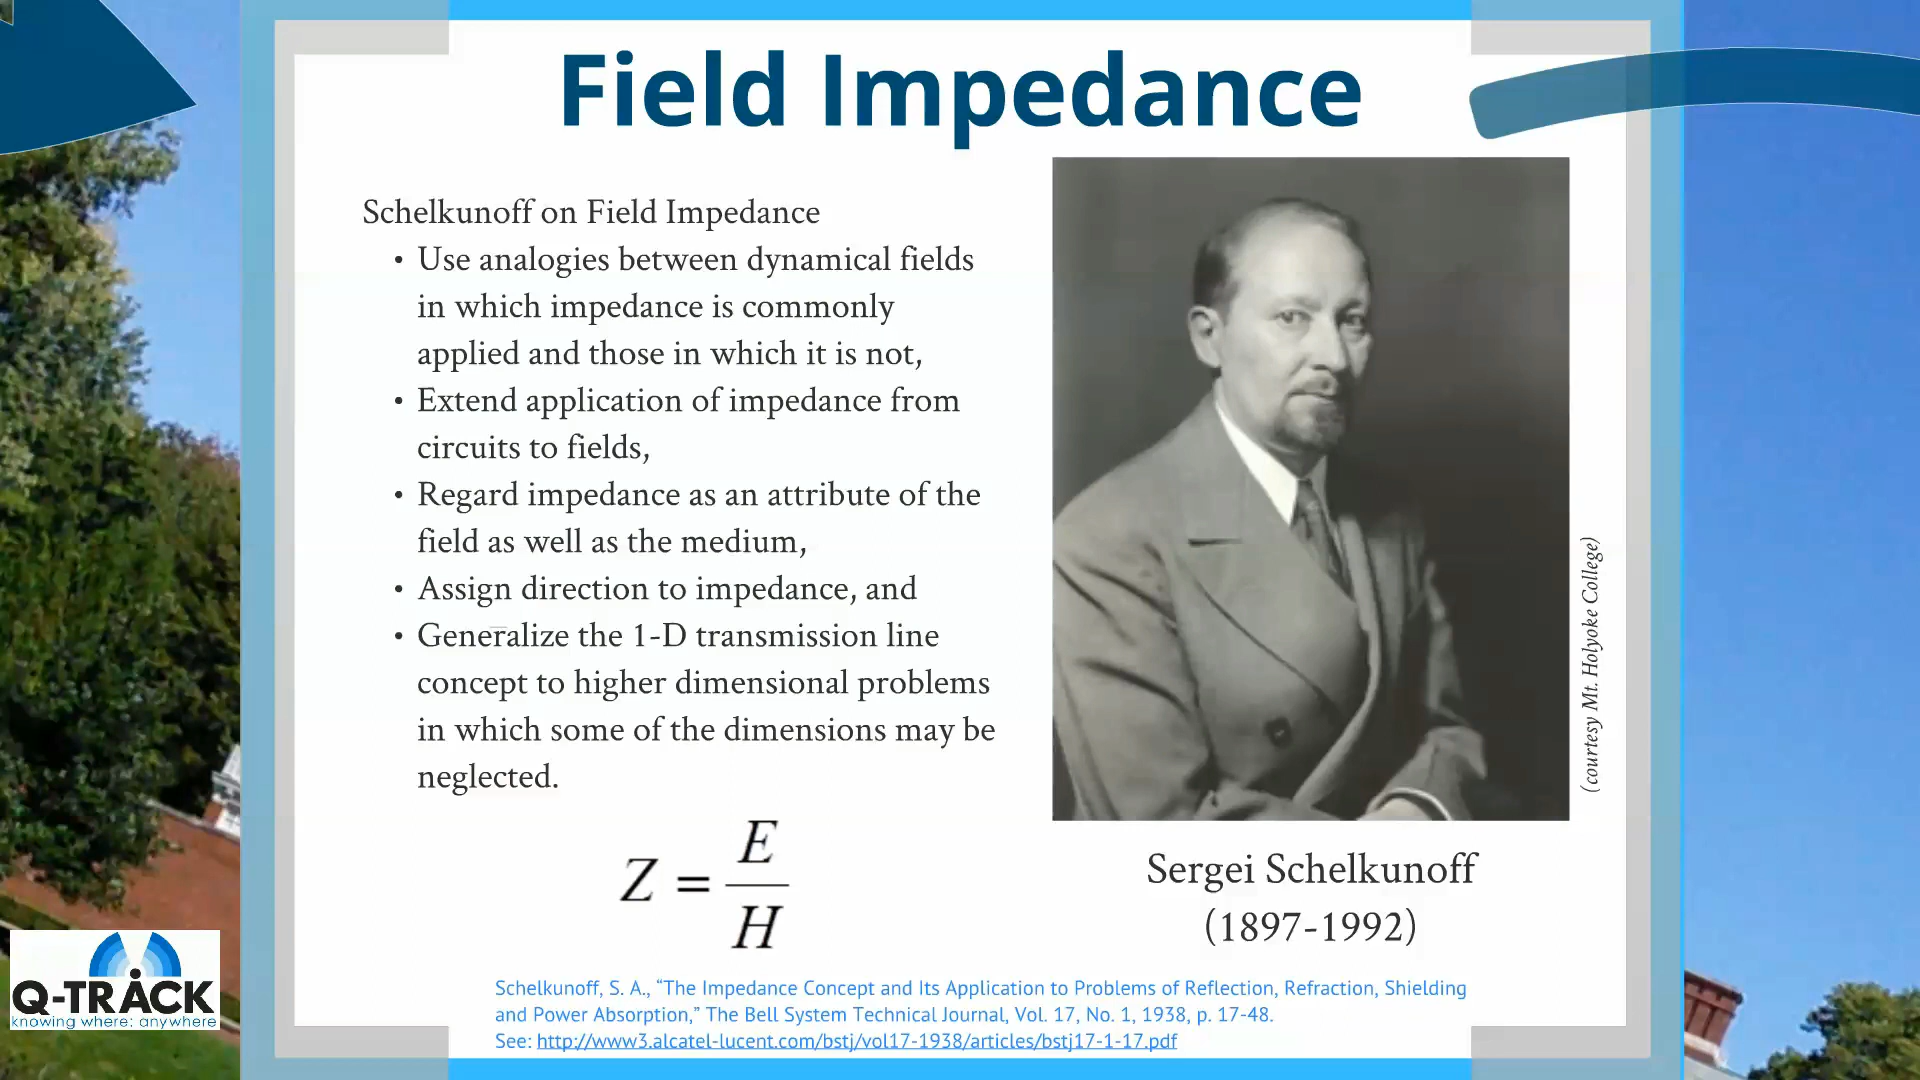 Field Impedance
Schelkunoff on Field Impedance
• Use analogies between dynamical fields
in which impedance is commonly
applied and those in which it is not,
• Extend application of impedance from
circuits to fields,
• Regard impedance as an attribute of the
field as well as the medium,
• Assign direction to impedance, and
• Generalize the 1-D transmission line
concept to higher dimensional problems
in which some of the dimensions may be
neglected.
Z = E/H
(courtesy Mt. Holyoke College)
Sergei Schelkunoff
(1897-1992)
Schelkunoff, S. A., “The Impedance Concept and Its Application to Problems of Reflection, Refraction, Shielding
and Power Absorption,” The Bell System Technical Journal, Vol. 17, No. 1, 1938, p. 17-48.
See: http://www3.alcatel-lucent.com/bstj/vol17-1938/articles/bstj17-1-17.pdf
Q-TRACK
knowing where: anywhere